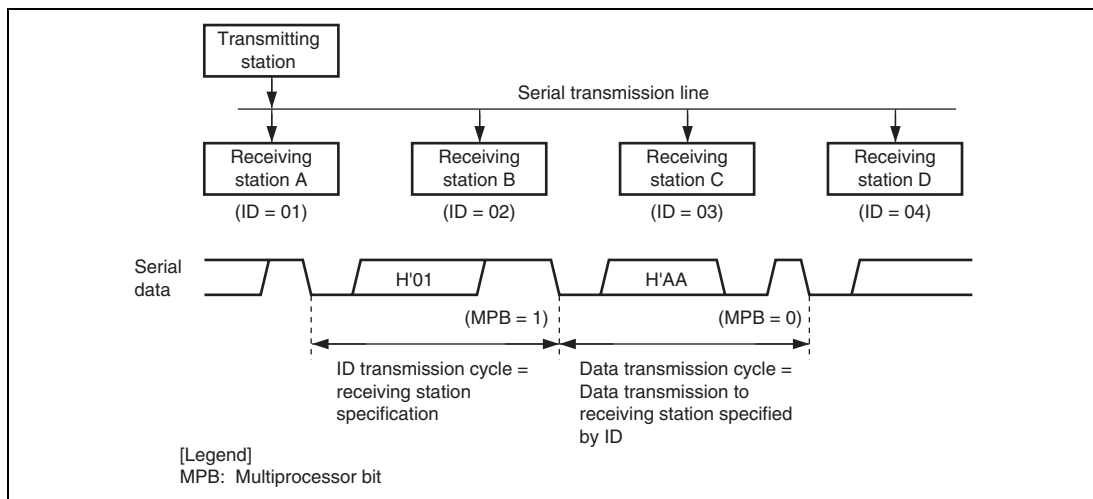 Transmitting
station
Serial transmission line
Receiving
station A
Receiving
station B
Receiving
station C
Receiving
station D
(ID = 01)
(ID = 02)
(ID = 03)
(ID = 04)
Serial
data
H'01
H'AA
(MPB = 1)
(MPB = 0)
ID transmission cycle =
receiving station
specification
Data transmission cycle =
Data transmission to
receiving station specified
by ID
[Legend]
MPB: Multiprocessor bit